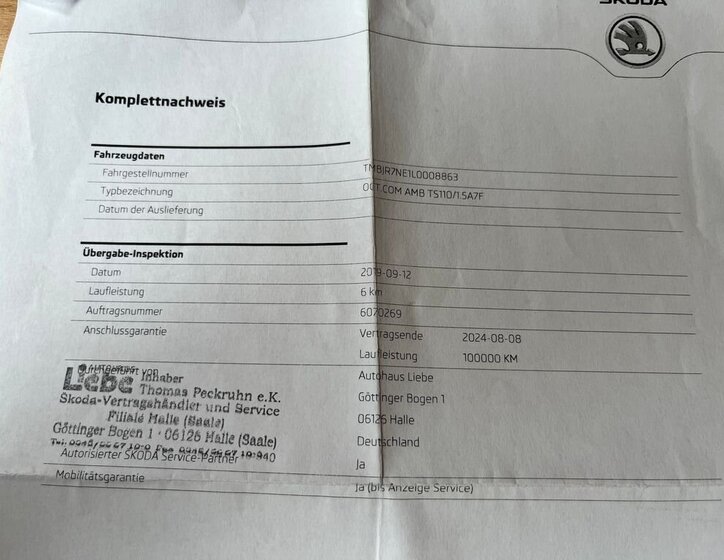 ŠKODA
Komplettnachweis
Fahrzeugdaten
Fahrgestellnummer TMBJR7NE1L0008863
Typbezeichnung OCT COM AMB TS110/1.5A7F
Datum der Auslieferung
Übergabe-Inspektion
Datum 2019-09-12
Laufleistung 6 km
Auftragsnummer 6070269
Anschlussgarantie Vertragsende 2024-08-08
Laufleistung 100000 KM
Durchgeführt von Autohaus Liebe
Göttinger Bogen 1
06126 Halle
Deutschland
Liebe Inhaber
Thomas Peckruhn e.K.
Skoda-Vertragshändler und Service
Filiale Halle (Saale)
Göttinger Bogen 1 · 06126 Halle (Saale)
Autorisierter ŠKODA Service-Partner Ja
Mobilitätsgarantie Ja (bis Anzeige Service)